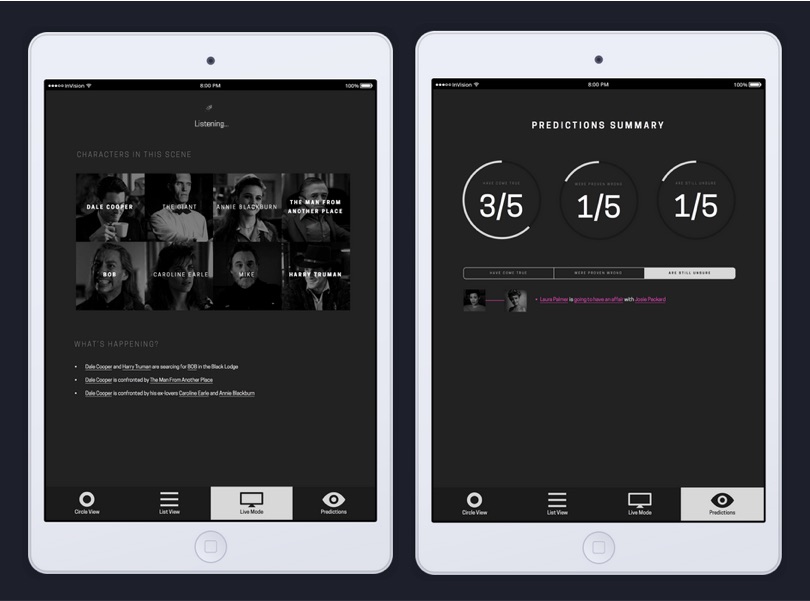 inVision
8:00 PM
100%
Listening...
CHARACTERS IN THIS SCENE
DALE COOPER
THE GIANT
ANNIE BLACKBURN
THE MAN FROM
ANOTHER PLACE
BOB
CAROLINE EARLE
MIKE
HARRY TRUMAN
WHAT'S HAPPENING?
• Dale Cooper and Harry Truman are searcing for BOB in the Black Lodge
• Dale Cooper is confronted by The Man From Another Place
• Dale Cooper is confronted by his ex-lovers Caroline Earle and Annie Blackburn
Circle View
List View
Live Mode
Predictions
inVision
8:00 PM
100%
PREDICTIONS SUMMARY
HAVE COME TRUE
3/5
WERE PROVEN WRONG
1/5
ARE STILL UNSURE
1/5
HAVE COME TRUE
WERE PROVEN WRONG
ARE STILL UNSURE
• Laura Palmer is going to have an affair with Josie Packard
Circle View
List View
Live Mode
Predictions